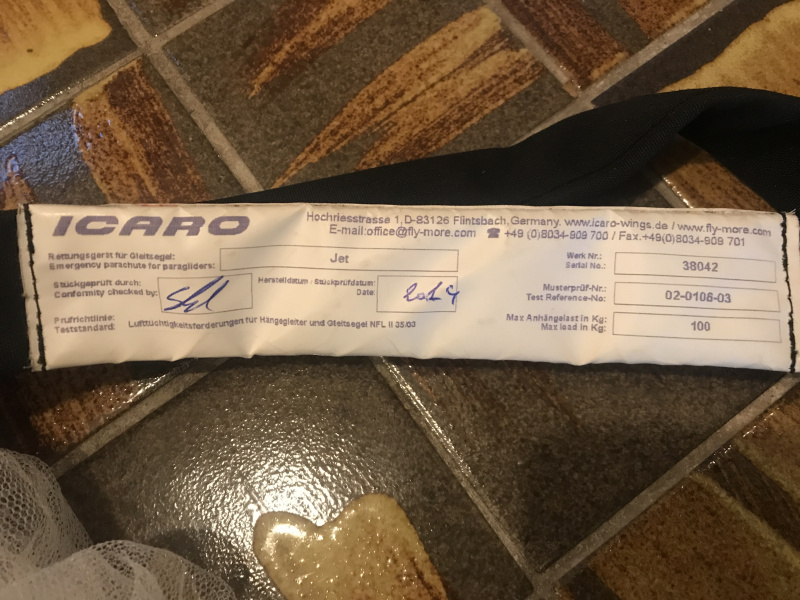 ICARO
Hochriesstrasse 1, D-83126 Flintsbach, Germany. www.icaro-wings.de / www.fly-more.com
E-mail:office@fly-more.com ☎ +49 (0)8034-909 700 / Fax.+49(0)8034-909 701
Rettungsgerät für Gleitsegel:
Emergency parachute for paragliders:
Jet
Werk Nr.:
Serial No.:
38042
Stückgeprüft durch:
Conformity checked by:
Herstelldatum / Stückprüfdatum:
Date:
Musterprüf-Nr.:
Test Reference-No:
02-0106-03
Prüfrichtlinie:
Teststandard:
Lufttüchtigkeitsforderungen für Hängegleiter und Gleitsegel NFL II 35/03
Max Anhängelast in Kg:
Max load in Kg:
100